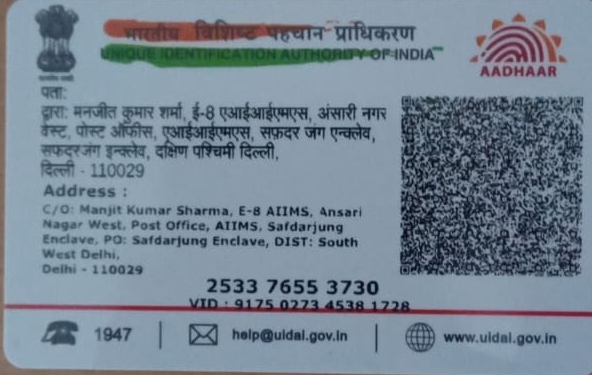 भारतीय विशिष्ट पहचान प्राधिकरण
UNIQUE IDENTIFICATION AUTHORITY OF INDIA
AADHAAR
पता:
द्वारा: मनजीत कुमार शर्मा, ई-8 एआईआईएमएस, अंसारी नगर
वेस्ट, पोस्ट ऑफीस, एआईआईएमएस, सफ़दर जंग एन्क्लेव,
सफदरजंग इन्क्लेव, दक्षिण पश्चिमी दिल्ली,
दिल्ली - 110029
Address :
C/O: Manjit Kumar Sharma, E-8 AIIMS, Ansari
Nagar West, Post Office, AIIMS, Safdarjung
Enclave, PO: Safdarjung Enclave, DIST: South
West Delhi,
Delhi - 110029
2533 7655 3730
VID : 9175 0273 4538 1728
1947
help@uidai.gov.in
www.uidai.gov.in